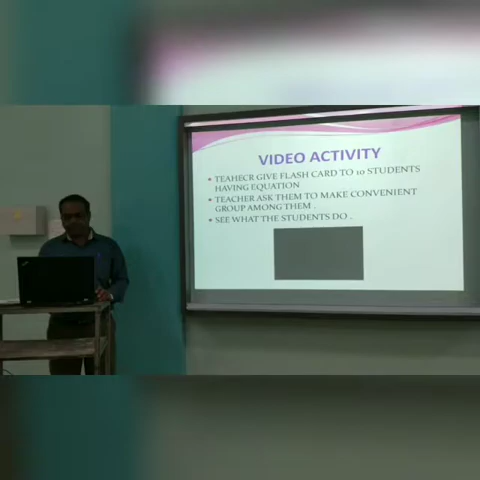 VIDEO ACTIVITY
• TEAHECR GIVE FLASH CARD TO 10 STUDENTS
HAVING EQUATION
• TEACHER ASK THEM TO MAKE CONVENIENT
GROUP AMONG THEM .
• SEE WHAT THE STUDENTS DO .